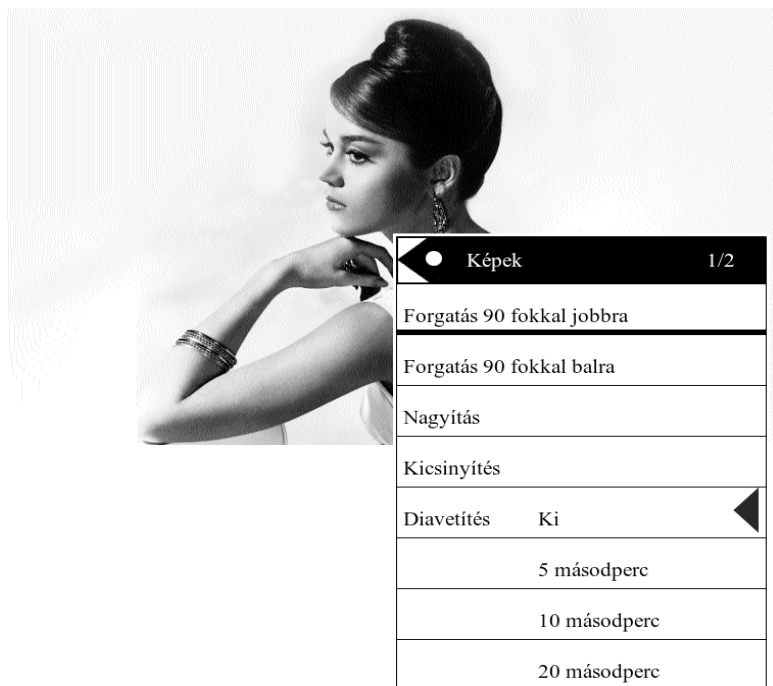 Képek 1/2
Forgatás 90 fokkal jobbra
Forgatás 90 fokkal balra
Nagyítás
Kicsinyítés
Diavetítés Ki
5 másodperc
10 másodperc
20 másodperc